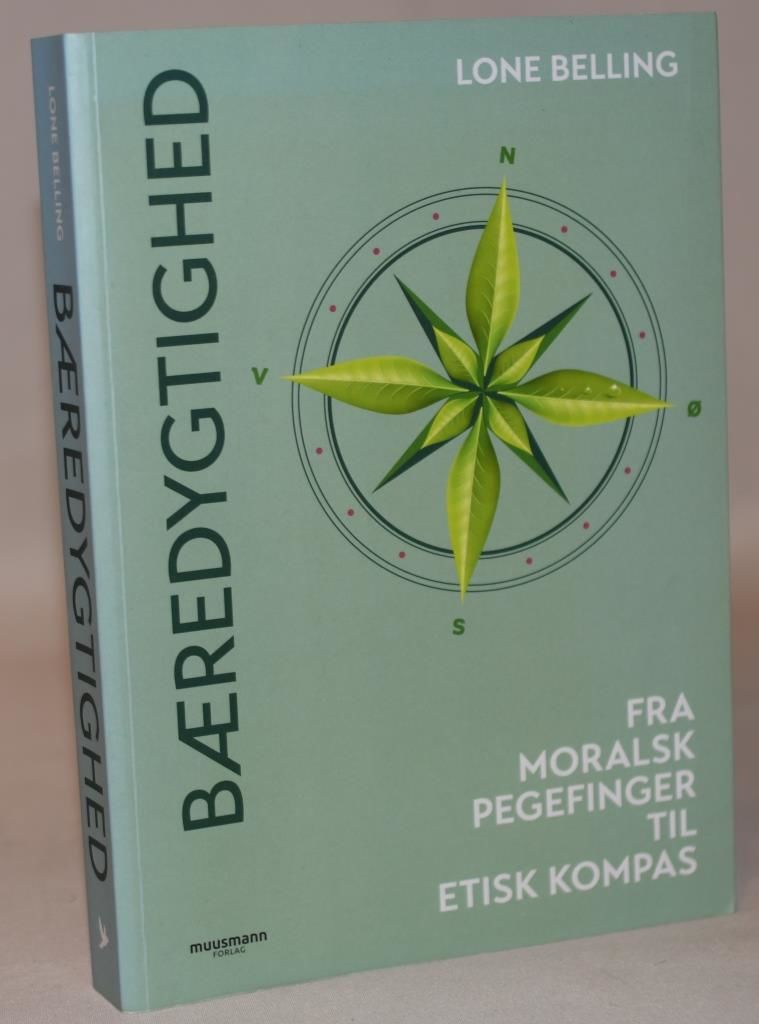 LONE BELLING
BÆREDYGTIGHED
LONE BELLING
BÆREDYGTIGHED
N
V
Ø
S
FRA
MORALSK
PEGEFINGER
TIL
ETISK KOMPAS
muusmann
FORLAG